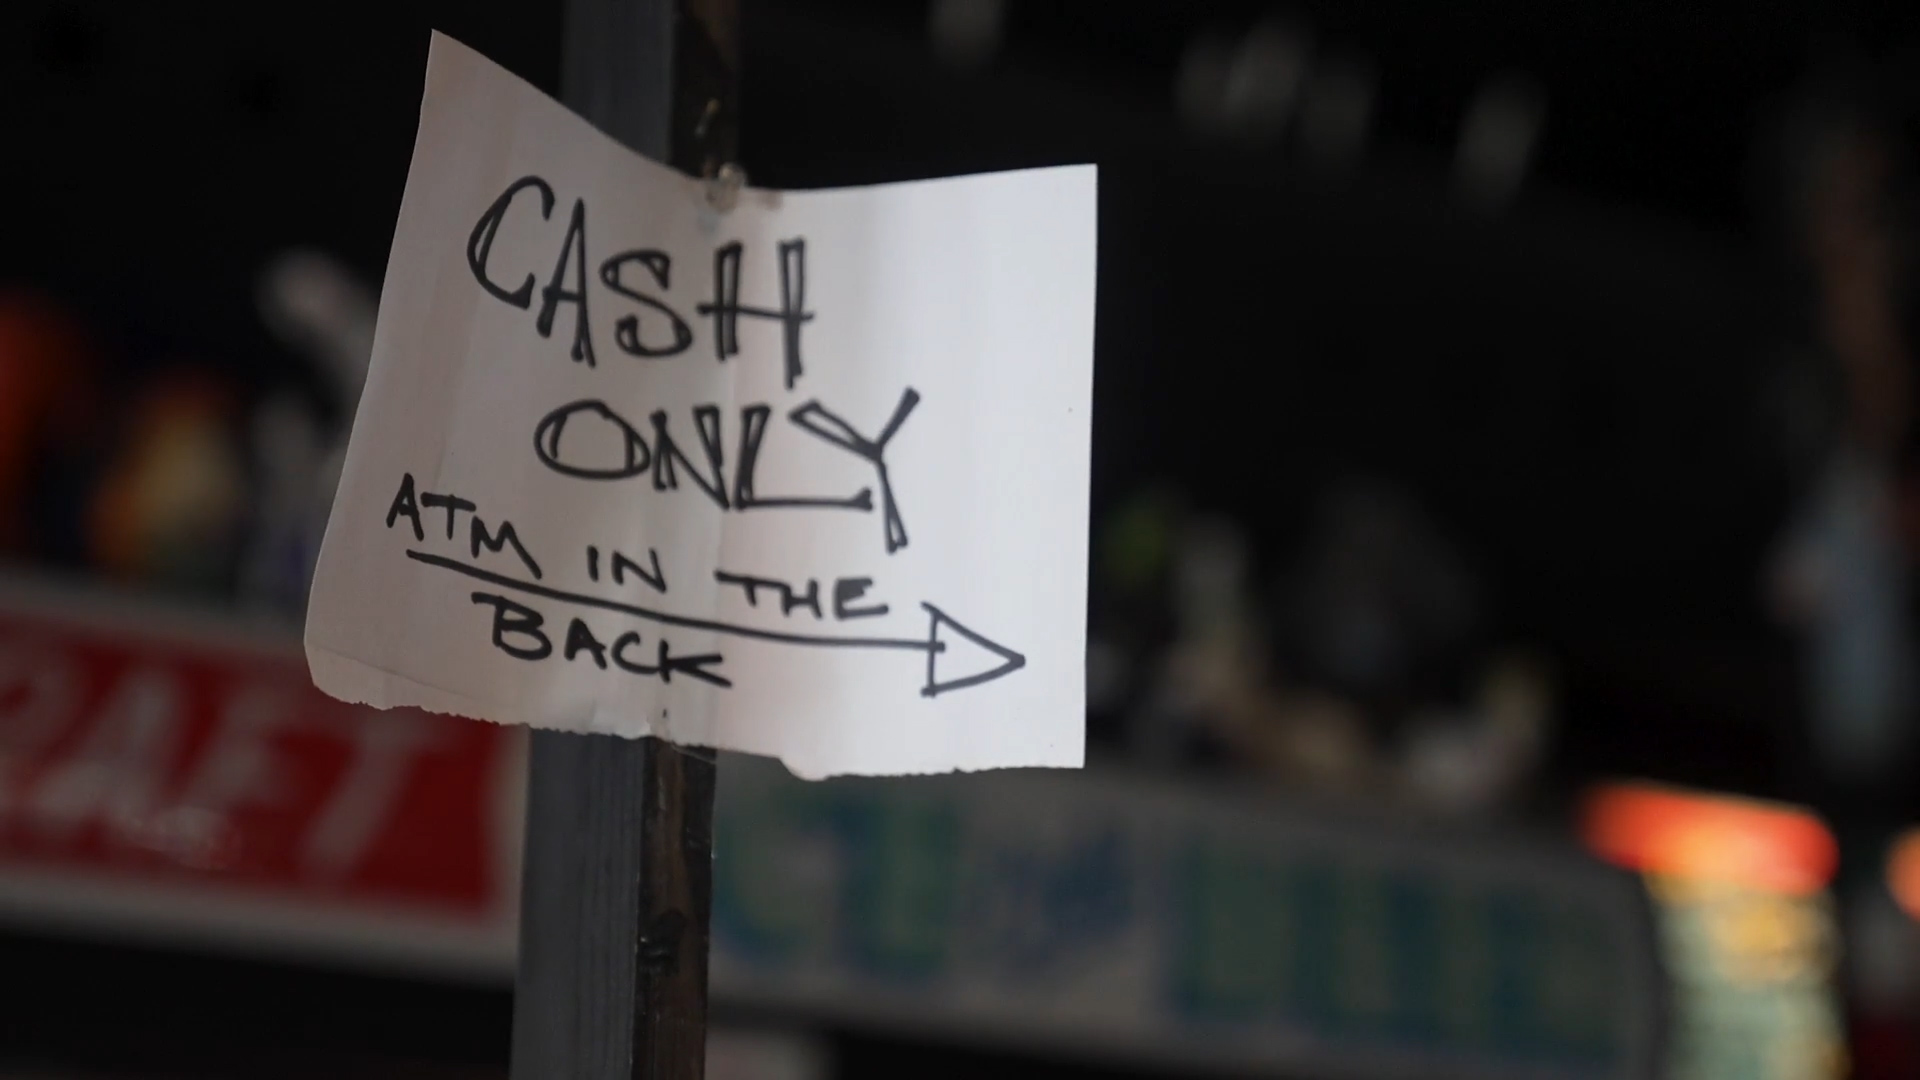 CASH
ONLY
ATM IN THE
BACK